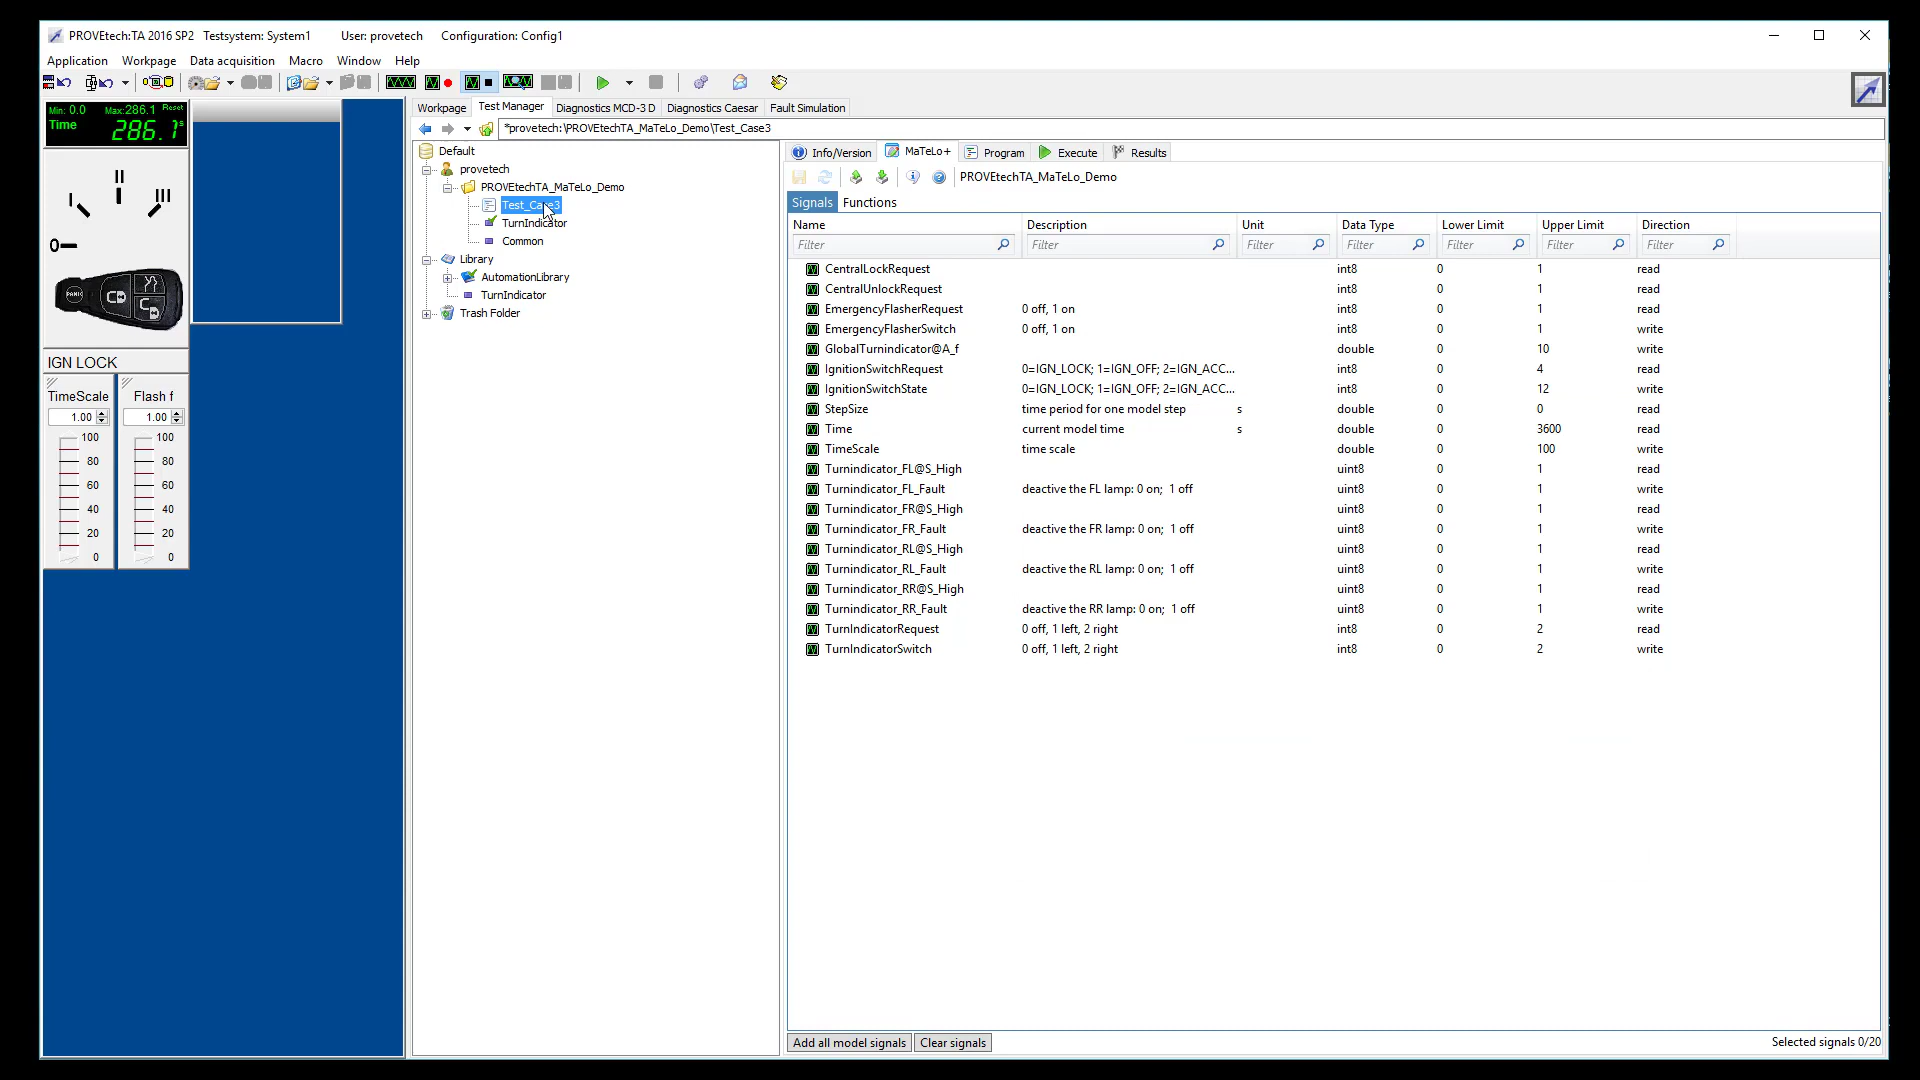 PROVEtech:TA 2016 SP2 Testsystem: System1 User: provetech Configuration: Config1
Application Workpage Data acquisition Macro Window Help
Min: 0.0 Max:286.1 Reset
Time 286.1 s
Workpage Test Manager Diagnostics MCD-3 D Diagnostics Caesar Fault Simulation
*provetech:\PROVEtechTA_MaTeLo_Demo\Test_Case3
Default
provetech
PROVEtechTA_MaTeLo_Demo
Test_Case3
TurnIndicator
Common
Library
AutomationLibrary
TurnIndicator
Trash Folder
I II III
0
PANIC
IGN LOCK
TimeScale Flash f
1.00 1.00
100 100
80 80
60 60
40 40
20 20
0 0
Info/Version MaTeLo+ Program Execute Results
PROVEtechTA_MaTeLo_Demo
Signals Functions
Name Description Unit Data Type Lower Limit Upper Limit Direction
Filter Filter Filter Filter Filter Filter Filter
CentralLockRequest int8 0 1 read
CentralUnlockRequest int8 0 1 read
EmergencyFlasherRequest 0 off, 1 on int8 0 1 read
EmergencyFlasherSwitch 0 off, 1 on int8 0 1 write
GlobalTurnindicator@A_f double 0 10 write
IgnitionSwitchRequest 0=IGN_LOCK; 1=IGN_OFF; 2=IGN_ACC... int8 0 4 read
IgnitionSwitchState 0=IGN_LOCK; 1=IGN_OFF; 2=IGN_ACC... int8 0 12 write
StepSize time period for one model step s double 0 0 read
Time current model time s double 0 3600 read
TimeScale time scale double 0 100 write
Turnindicator_FL@S_High uint8 0 1 read
Turnindicator_FL_Fault deactive the FL lamp: 0 on; 1 off uint8 0 1 write
Turnindicator_FR@S_High uint8 0 1 read
Turnindicator_FR_Fault deactive the FR lamp: 0 on; 1 off uint8 0 1 write
Turnindicator_RL@S_High uint8 0 1 read
Turnindicator_RL_Fault deactive the RL lamp: 0 on; 1 off uint8 0 1 write
Turnindicator_RR@S_High uint8 0 1 read
Turnindicator_RR_Fault deactive the RR lamp: 0 on; 1 off uint8 0 1 write
TurnIndicatorRequest 0 off, 1 left, 2 right int8 0 2 read
TurnIndicatorSwitch 0 off, 1 left, 2 right int8 0 2 write
Add all model signals Clear signals Selected signals 0/20